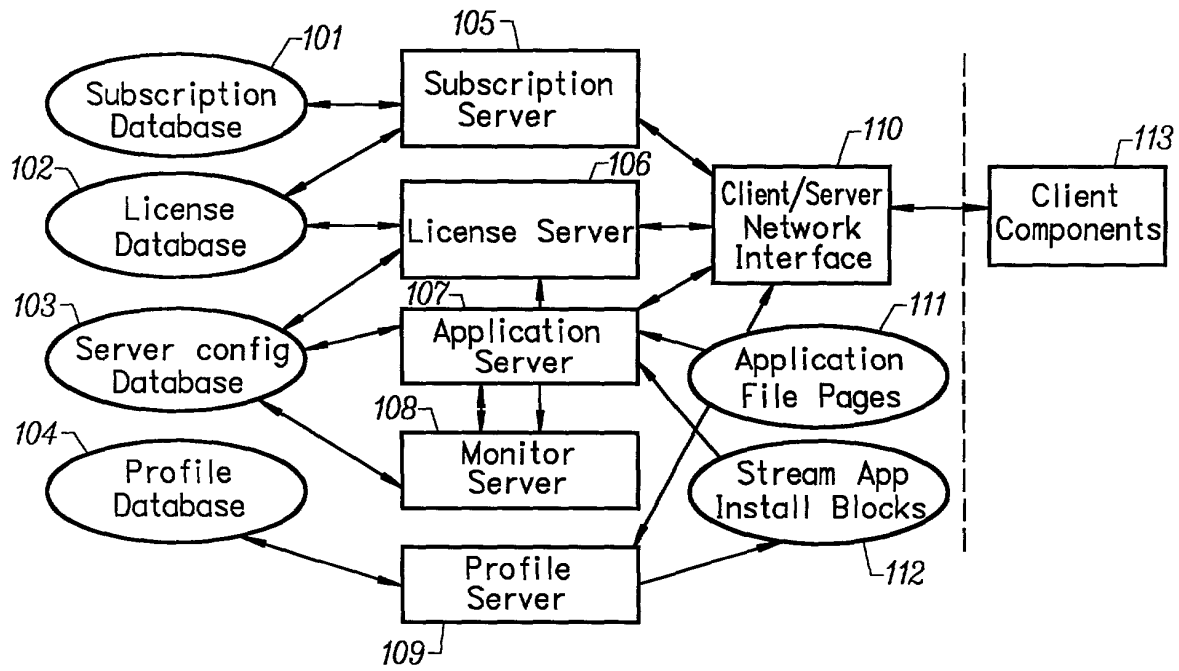 101
Subscription
Database
105
Subscription
Server
102
License
Database
106
License Server
110
Client/Server
Network
Interface
113
Client
Components
103
Server config
Database
107
Application
Server
111
Application
File Pages
104
Profile
Database
108
Monitor
Server
Stream App
Install Blocks
112
Profile
Server
109